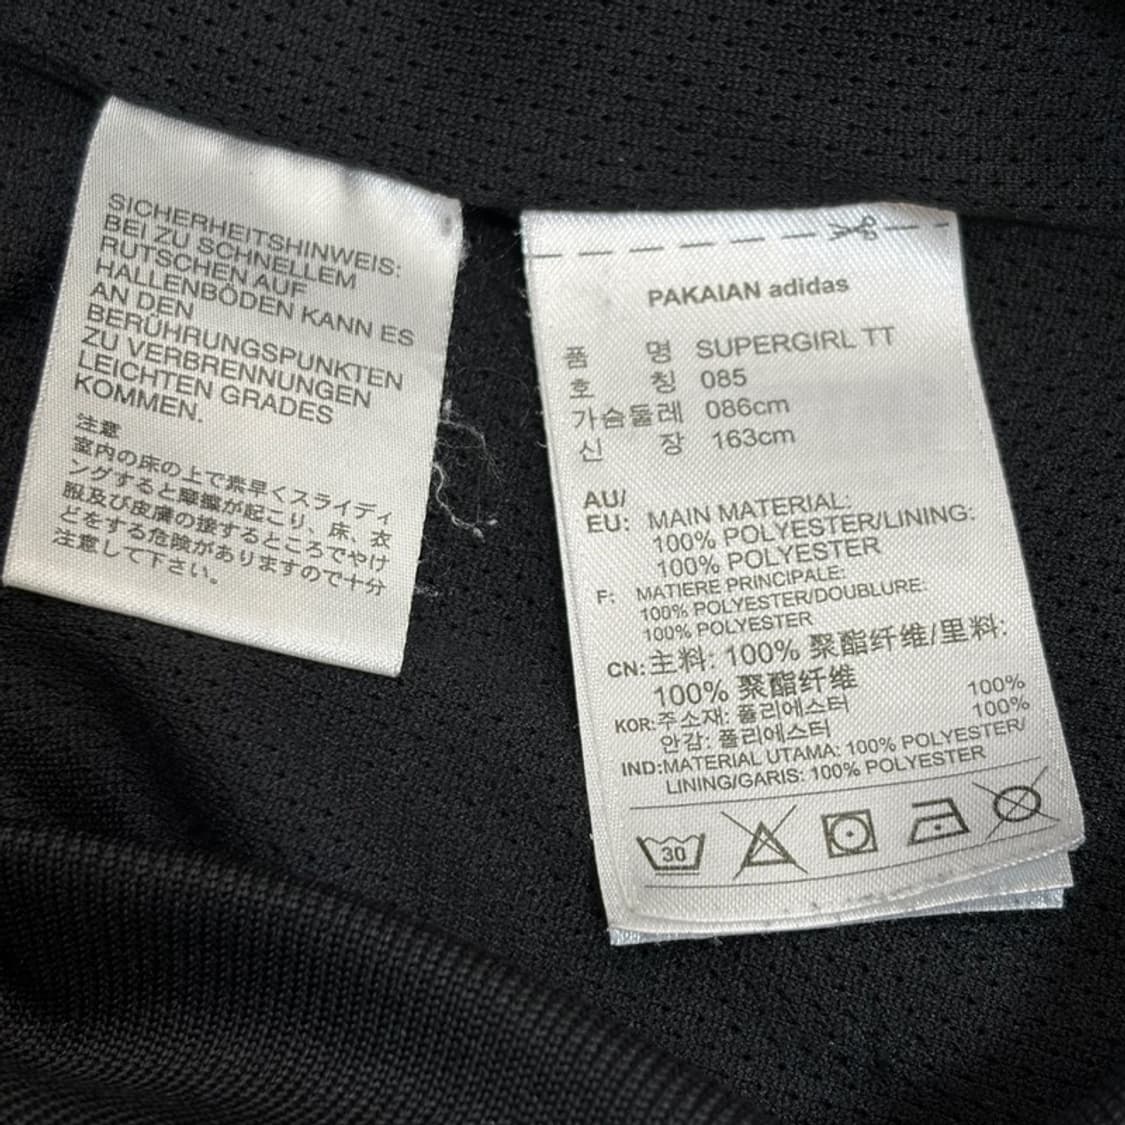 SICHERHEITSHINWEIS:
BEI ZU SCHNELLEM
RUTSCHEN AUF
HALLENBÖDEN KANN ES
AN DEN
BERÜHRUNGSPUNKTEN
ZU VERBRENNUNGEN
LEICHTEN GRADES
KOMMEN.
注意
室内の床の上で素早くスライディ
ングすると摩擦が起こり、床、衣
服及び皮膚の接するところでやけ
どをする危険がありますので十分
注意して下さい。
PAKAIAN adidas
품 명 SUPERGIRL TT
호 칭 085
가슴둘레 086cm
신 장 163cm
AU/
EU: MAIN MATERIAL:
100% POLYESTER/LINING:
100% POLYESTER
F: MATIERE PRINCIPALE:
100% POLYESTER/DOUBLURE:
100% POLYESTER
CN:主料: 100% 聚酯纤维/里料:
100% 聚酯纤维
KOR:주소재: 폴리에스터 100%
안감: 폴리에스터 100%
IND:MATERIAL UTAMA: 100% POLYESTER/
LINING/GARIS: 100% POLYESTER
30